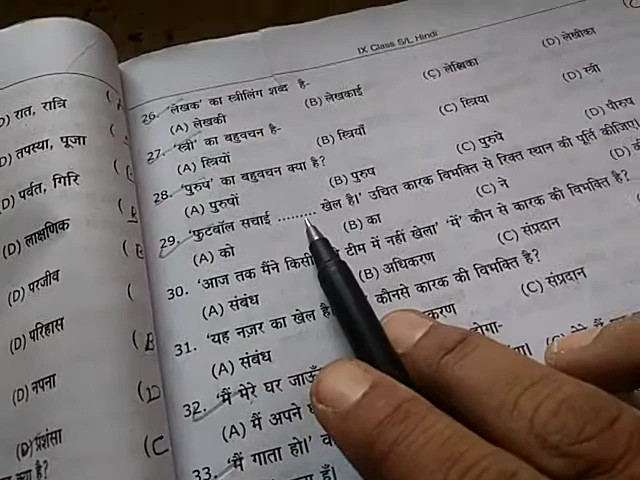 IX Class S/L Hindi
26. 'लेखक' का स्त्रीलिंग शब्द है-
(A) लेखकी (B) लेखकाई (C) लेखिका (D) लेखीका
27. 'स्त्री' का बहुवचन है-
(A) स्त्रियों (B) स्त्रियाँ (C) स्त्रिया (D) स्त्री
28. 'पुरुष' का बहुवचन क्या है?
(A) पुरुषों (B) पुरुष (C) पुरुषे (D) पौरुष
29. 'फुटबॉल सचाई ......... खेल है।' उचित कारक विभक्ति से रिक्त स्थान की पूर्ति कीजिए।
(A) को (B) का (C) ने (D)
30. 'आज तक मैंने किसी टीम में नहीं खेला' 'में' कौन से कारक की विभक्ति है?
(A) संबंध (B) अधिकरण (C) संप्रदान
31. 'यह नज़र का खेल है कौनसे कारक की विभक्ति है?
(A) संबंध (C) संप्रदान
32. 'मैं मेरे घर जाऊँ होगा-
(A) मैं अपने
33. 'मैं गाता हो।'
D) रात, रात्रि
D) तपस्या, पूजा
D) पर्वत, गिरि
(D) लाक्षणिक
(D) परजीव
(D) परिहास ( B
(D) नपना (D
(D) प्रशंसा (C
क्या है?